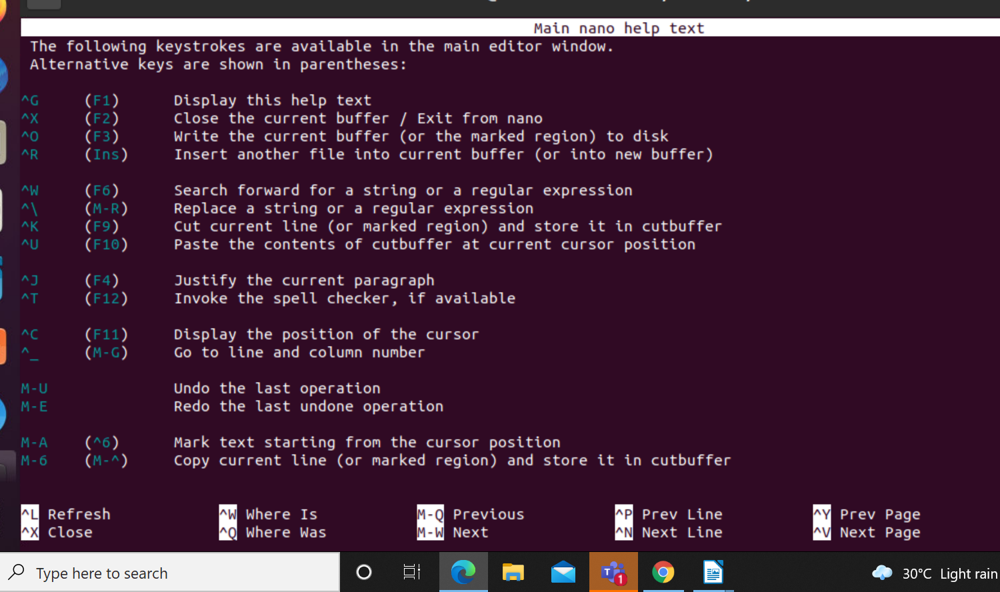 Main nano help text
The following keystrokes are available in the main editor window.
Alternative keys are shown in parentheses:
^G (F1) Display this help text
^X (F2) Close the current buffer / Exit from nano
^O (F3) Write the current buffer (or the marked region) to disk
^R (Ins) Insert another file into current buffer (or into new buffer)
^W (F6) Search forward for a string or a regular expression
^\ (M-R) Replace a string or a regular expression
^K (F9) Cut current line (or marked region) and store it in cutbuffer
^U (F10) Paste the contents of cutbuffer at current cursor position
^J (F4) Justify the current paragraph
^T (F12) Invoke the spell checker, if available
^C (F11) Display the position of the cursor
^_ (M-G) Go to line and column number
M-U Undo the last operation
M-E Redo the last undone operation
M-A (^6) Mark text starting from the cursor position
M-6 (M-^) Copy current line (or marked region) and store it in cutbuffer
^L Refresh ^W Where Is M-Q Previous ^P Prev Line ^Y Prev Page
^X Close ^Q Where Was M-W Next ^N Next Line ^V Next Page
Type here to search T 1 30°C Light rain